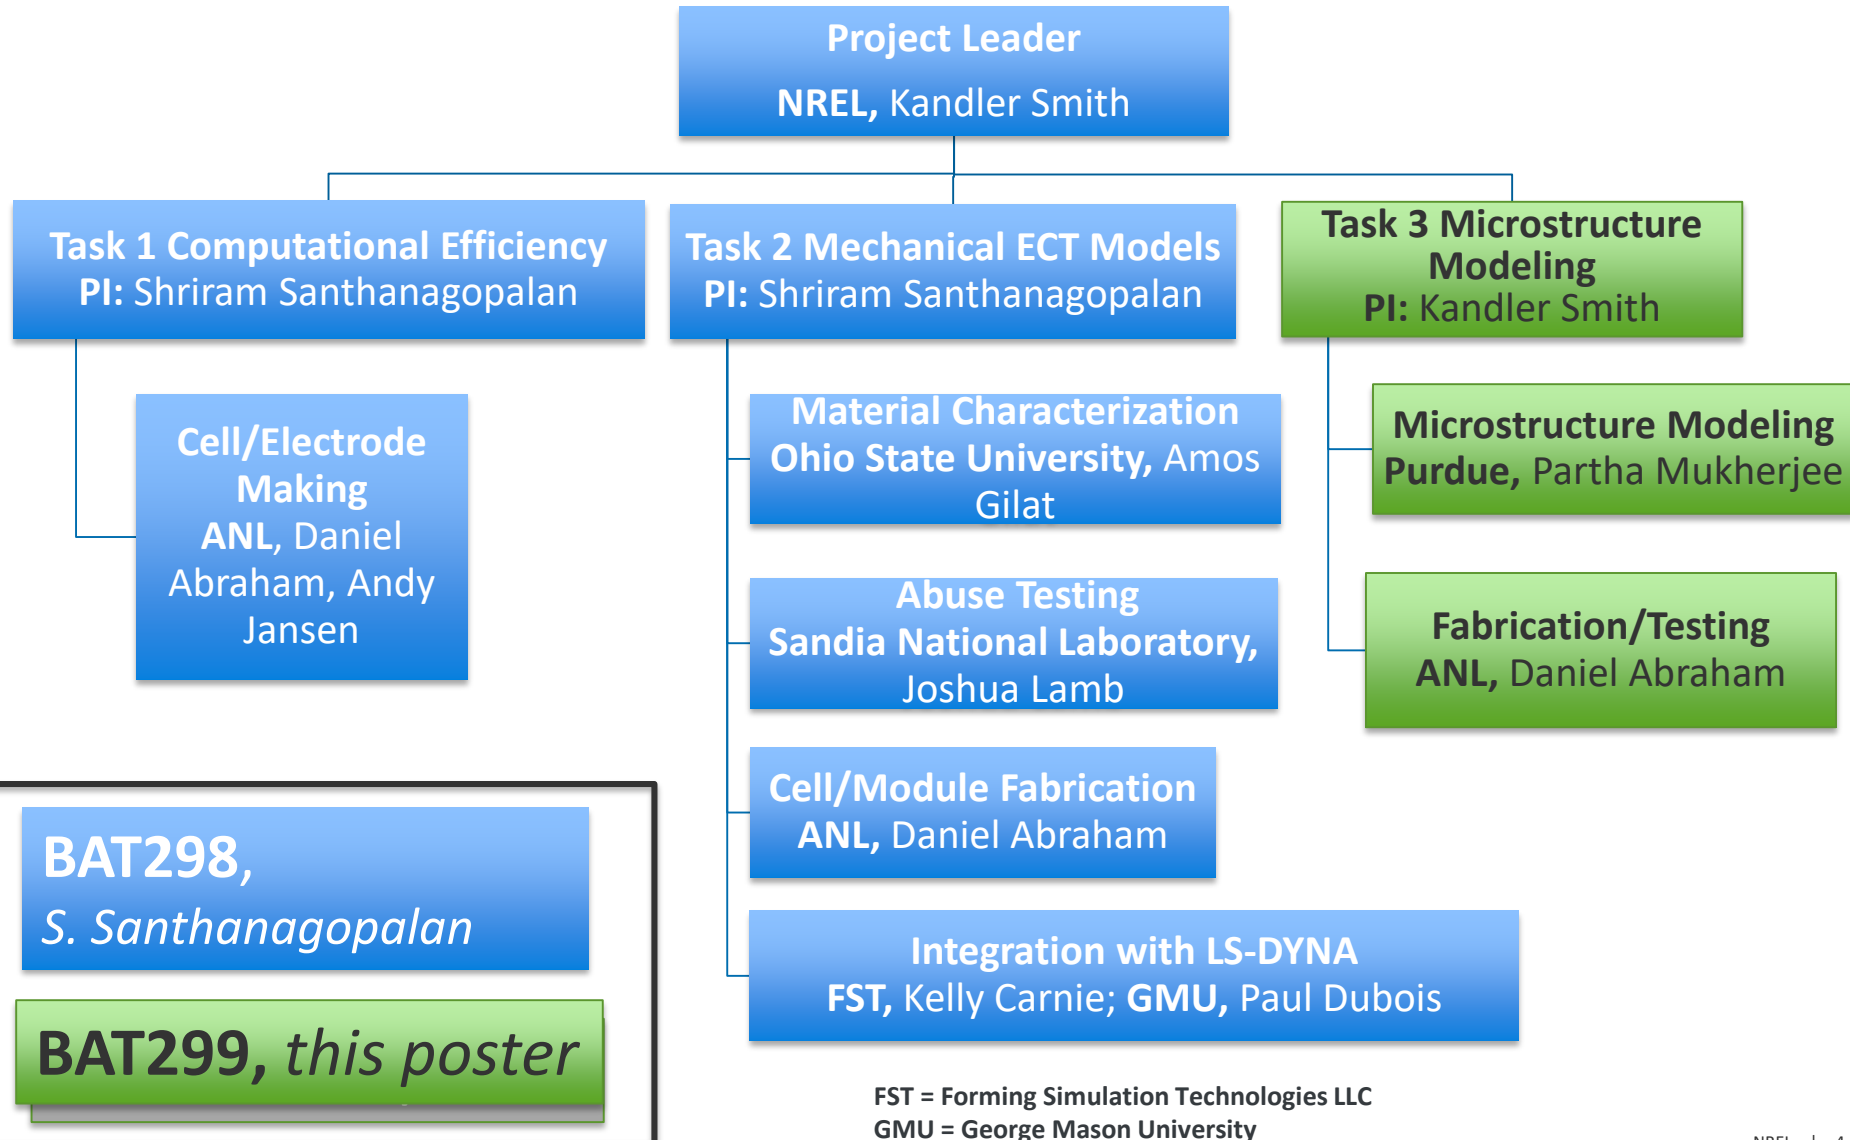 Project Leader
NREL, Kandler Smith
Task 1 Computational Efficiency
PI: Shriram Santhanagopalan
Task 2 Mechanical ECT Models
PI: Shriram Santhanagopalan
Task 3 Microstructure
Modeling
PI: Kandler Smith
Cell/Electrode
Making
ANL, Daniel
Abraham, Andy
Jansen
Material Characterization
Ohio State University, Amos
Gilat
Abuse Testing
Sandia National Laboratory,
Joshua Lamb
Cell/Module Fabrication
ANL, Daniel Abraham
Integration with LS-DYNA
FST, Kelly Carnie; GMU, Paul Dubois
Microstructure Modeling
Purdue, Partha Mukherjee
Fabrication/Testing
ANL, Daniel Abraham
BAT298,
S. Santhanagopalan
BAT299, this poster
FST = Forming Simulation Technologies LLC
GMU = George Mason University
NREL